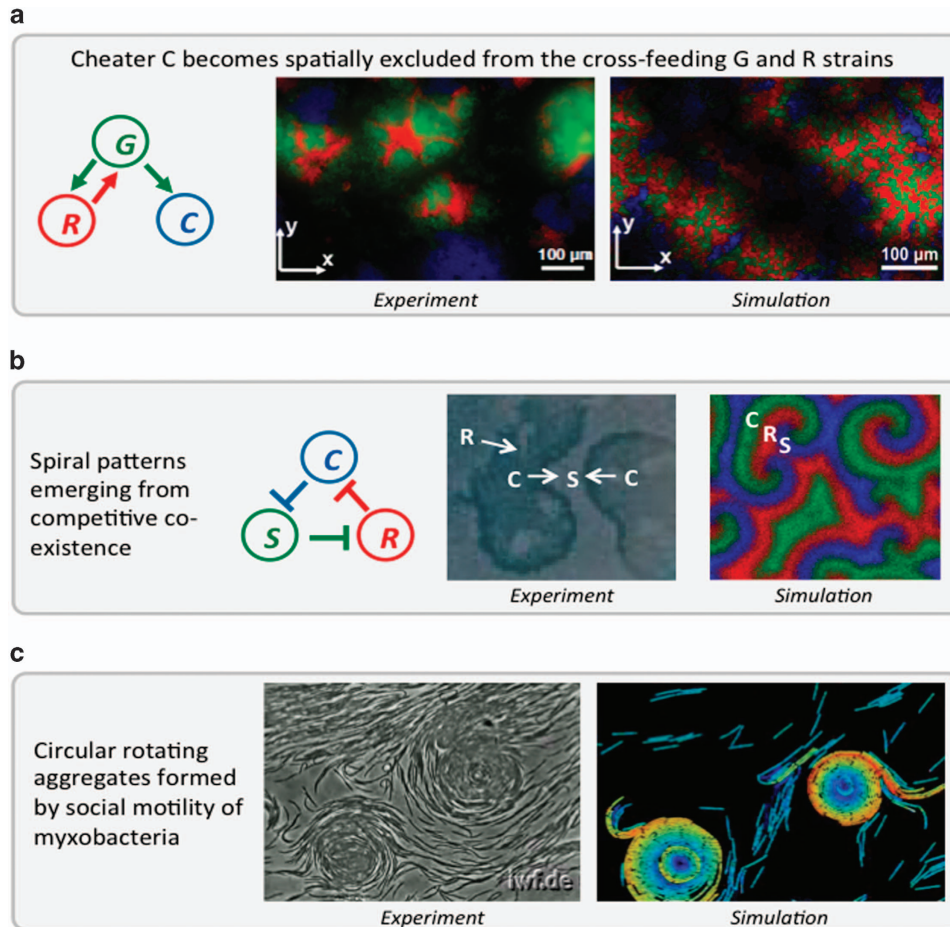 a
Cheater C becomes spatially excluded from the cross-feeding G and R strains
G
R
C
y
x
100 µm
y
x
100 µm
Experiment
Simulation
b
Spiral patterns
emerging from
competitive co-
existence
C
S
R
R
C
S
C
C
R
S
Experiment
Simulation
c
Circular rotating
aggregates formed
by social motility of
myxobacteria
iwf.de
Experiment
Simulation